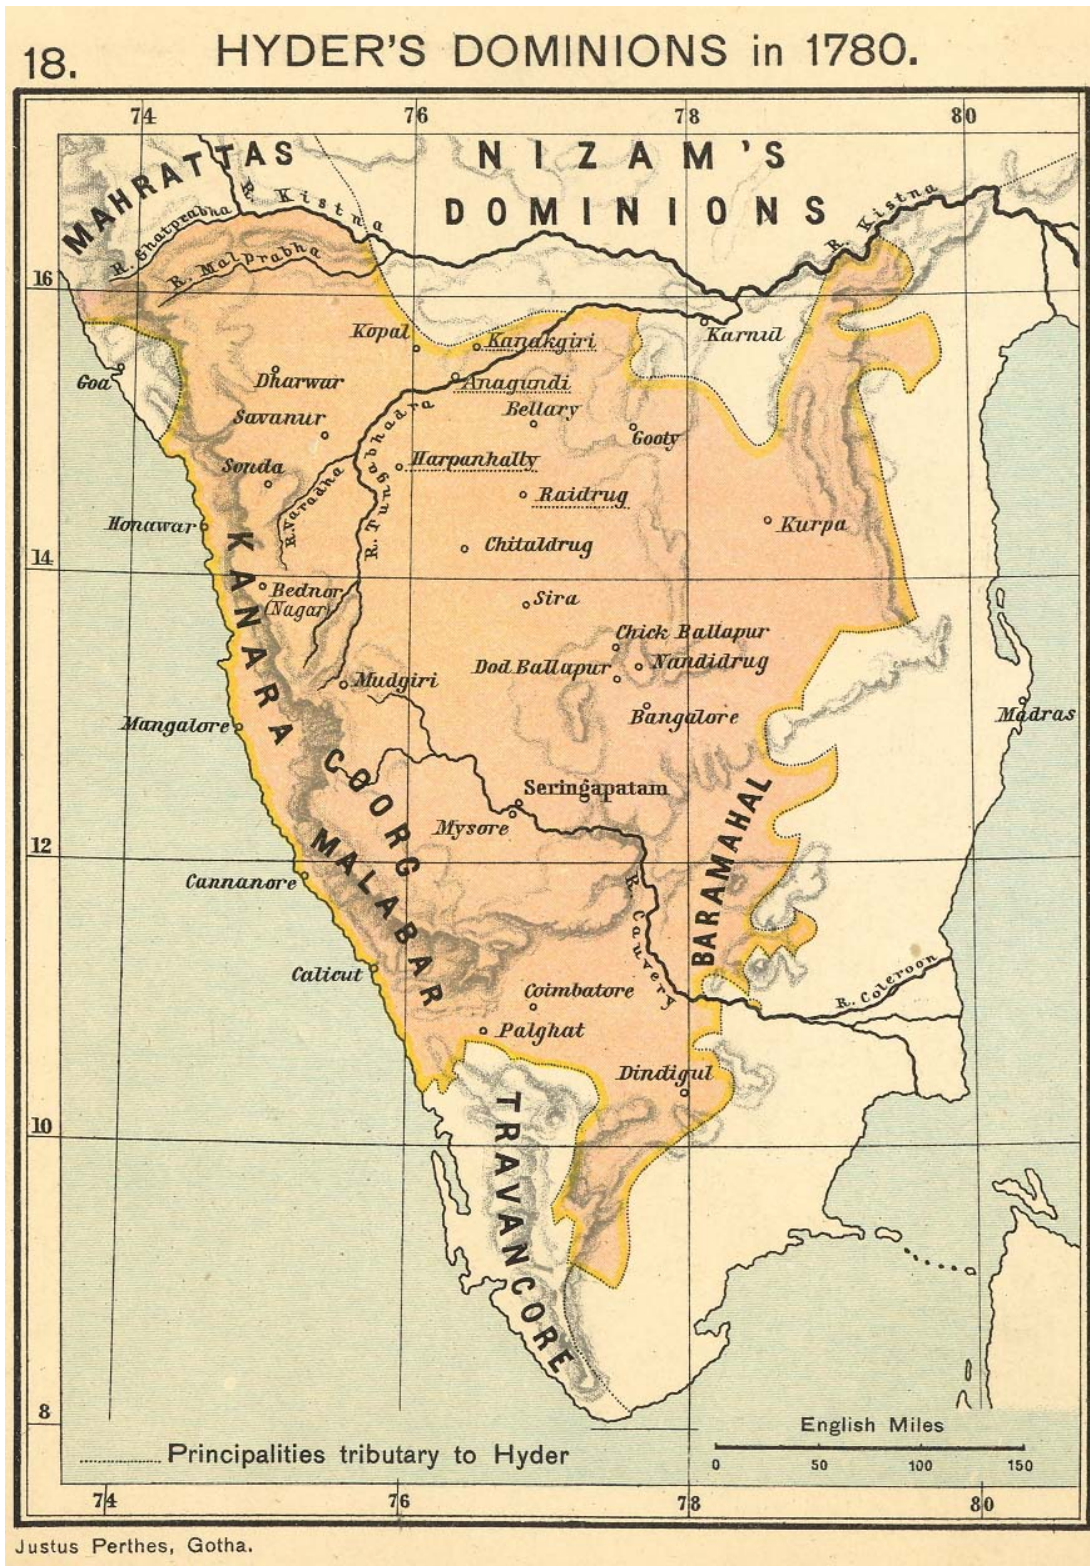 18. HYDER'S DOMINIONS in 1780.
74 76 78 80
MAHRATTAS
NIZAM'S
DOMINIONS
R. Kistna
R. Kistna
R. Ghatprabha
R. Malprabha
16
Karnul
Kopal
Kanakgiri
Goa
Dharwar
Anagundi
Bellary
Savanur
Gooty
R. Tungabhadra
Harpanhally
Sonda
R. Varadha
Raidrug
Honawar
Kurpa
Chitaldrug
14
KANARA
Bednor
(Nagar)
Sira
Chick Ballapur
Dod Ballapur
Nandidrug
Mudgiri
Bangalore
Madras
Mangalore
COORG
Seringapatam
BARAMAHAL
Mysore
MALABAR
12
Cannanore
R. Cauvery
Calicut
R. Coleroon
Coimbatore
Palghat
Dindigul
TRAVANCORE
10
8
English Miles
Principalities tributary to Hyder
0 50 100 150
74 76 78 80
Justus Perthes, Gotha.